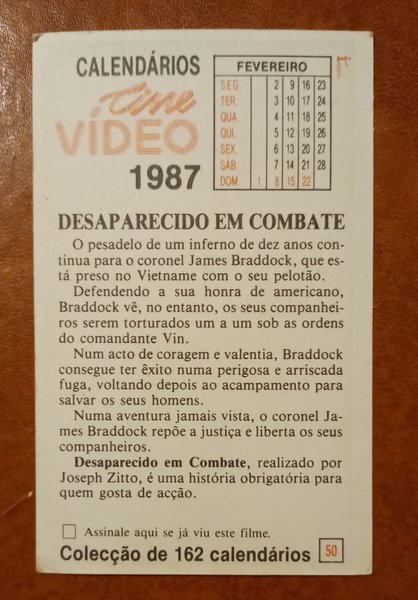 CALENDÁRIOS
Cine
VÍDEO
1987
FEVEREIRO
SEG. 2 9 16 23
TER. 3 10 17 24
QUA 4 11 18 25
QUI. 5 12 19 26
SEX. 6 13 20 27
SÁB. 7 14 21 28
DOM. 1 8 15 22
DESAPARECIDO EM COMBATE
O pesadelo de um inferno de dez anos con-
tinua para o coronel James Braddock, que es-
tá preso no Vietname com o seu pelotão.
Defendendo a sua honra de americano,
Braddock vê, no entanto, os seus companhei-
ros serem torturados um a um sob as ordens
do comandante Vin.
Num acto de coragem e valentia, Braddock
consegue ter êxito numa perigosa e arriscada
fuga, voltando depois ao acampamento para
salvar os seus homens.
Numa aventura jamais vista, o coronel Ja-
mes Braddock repõe a justiça e liberta os seus
companheiros.
Desaparecido em Combate, realizado por
Joseph Zitto, é uma história obrigatória para
quem gosta de acção.
Assinale aqui se já viu este filme.
Colecção de 162 calendários 50